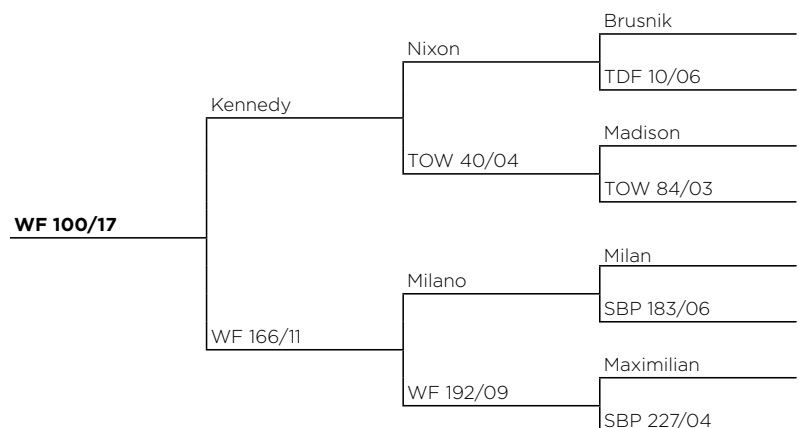 Brusnik
Nixon
TDF 10/06
Kennedy
Madison
TOW 40/04
TOW 84/03
WF 100/17
Milan
Milano
SBP 183/06
WF 166/11
Maximilian
WF 192/09
SBP 227/04